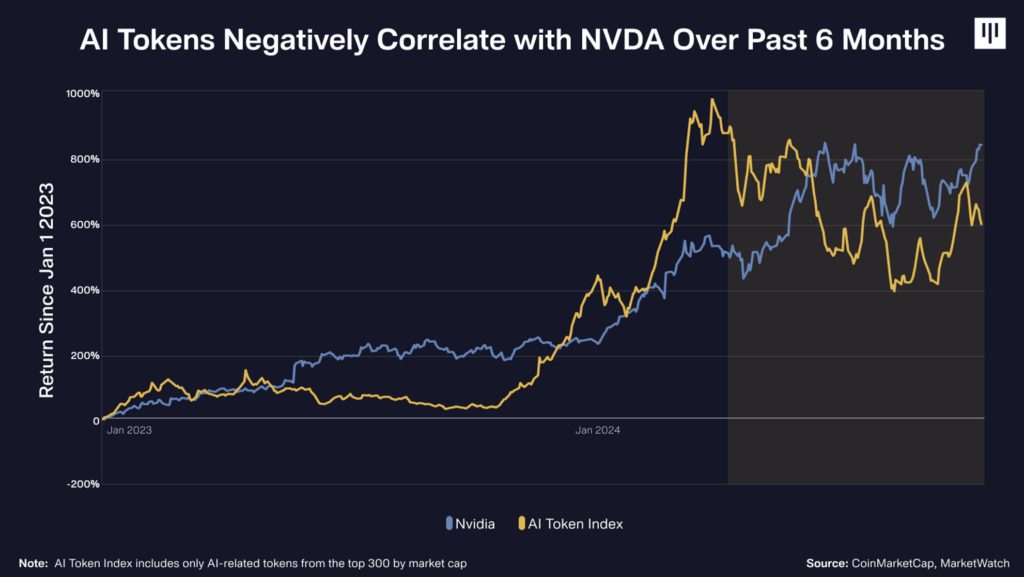 AI Tokens Negatively Correlate with NVDA Over Past 6 Months
Return Since Jan 1 2023
1000%
800%
600%
400%
200%
0
-200%
Jan 2023
Jan 2024
Nvidia
AI Token Index
Note: AI Token Index includes only AI-related tokens from the top 300 by market cap
Source: CoinMarketCap, MarketWatch